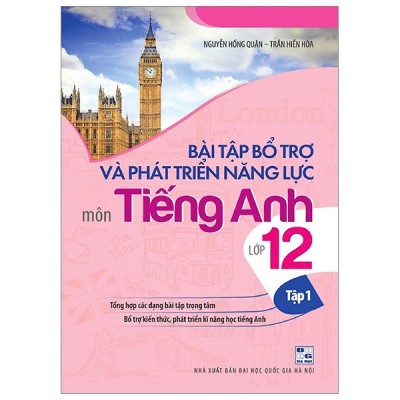 NGUYỄN HỒNG QUÂN – TRẦN HIỀN HÒA
London
BÀI TẬP BỔ TRỢ
VÀ PHÁT TRIỂN NĂNG LỰC
môn Tiếng Anh
LỚP 12
Tập 1
Tổng hợp các dạng bài tập trọng tâm
Bổ trợ kiến thức, phát triển kĩ năng học tiếng Anh
NHÀ XUẤT BẢN ĐẠI HỌC QUỐC GIA HÀ NỘI